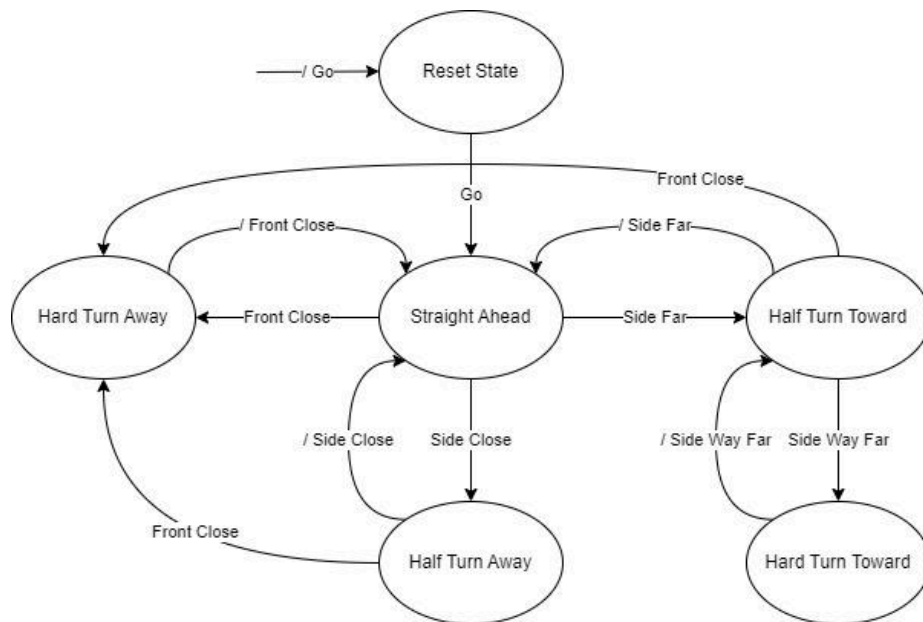 Reset State
/ Go
Front Close
Go
/ Front Close
/ Side Far
Hard Turn Away
Front Close
Straight Ahead
Side Far
Half Turn Toward
/ Side Close
Side Close
/ Side Way Far
Side Way Far
Front Close
Half Turn Away
Hard Turn Toward